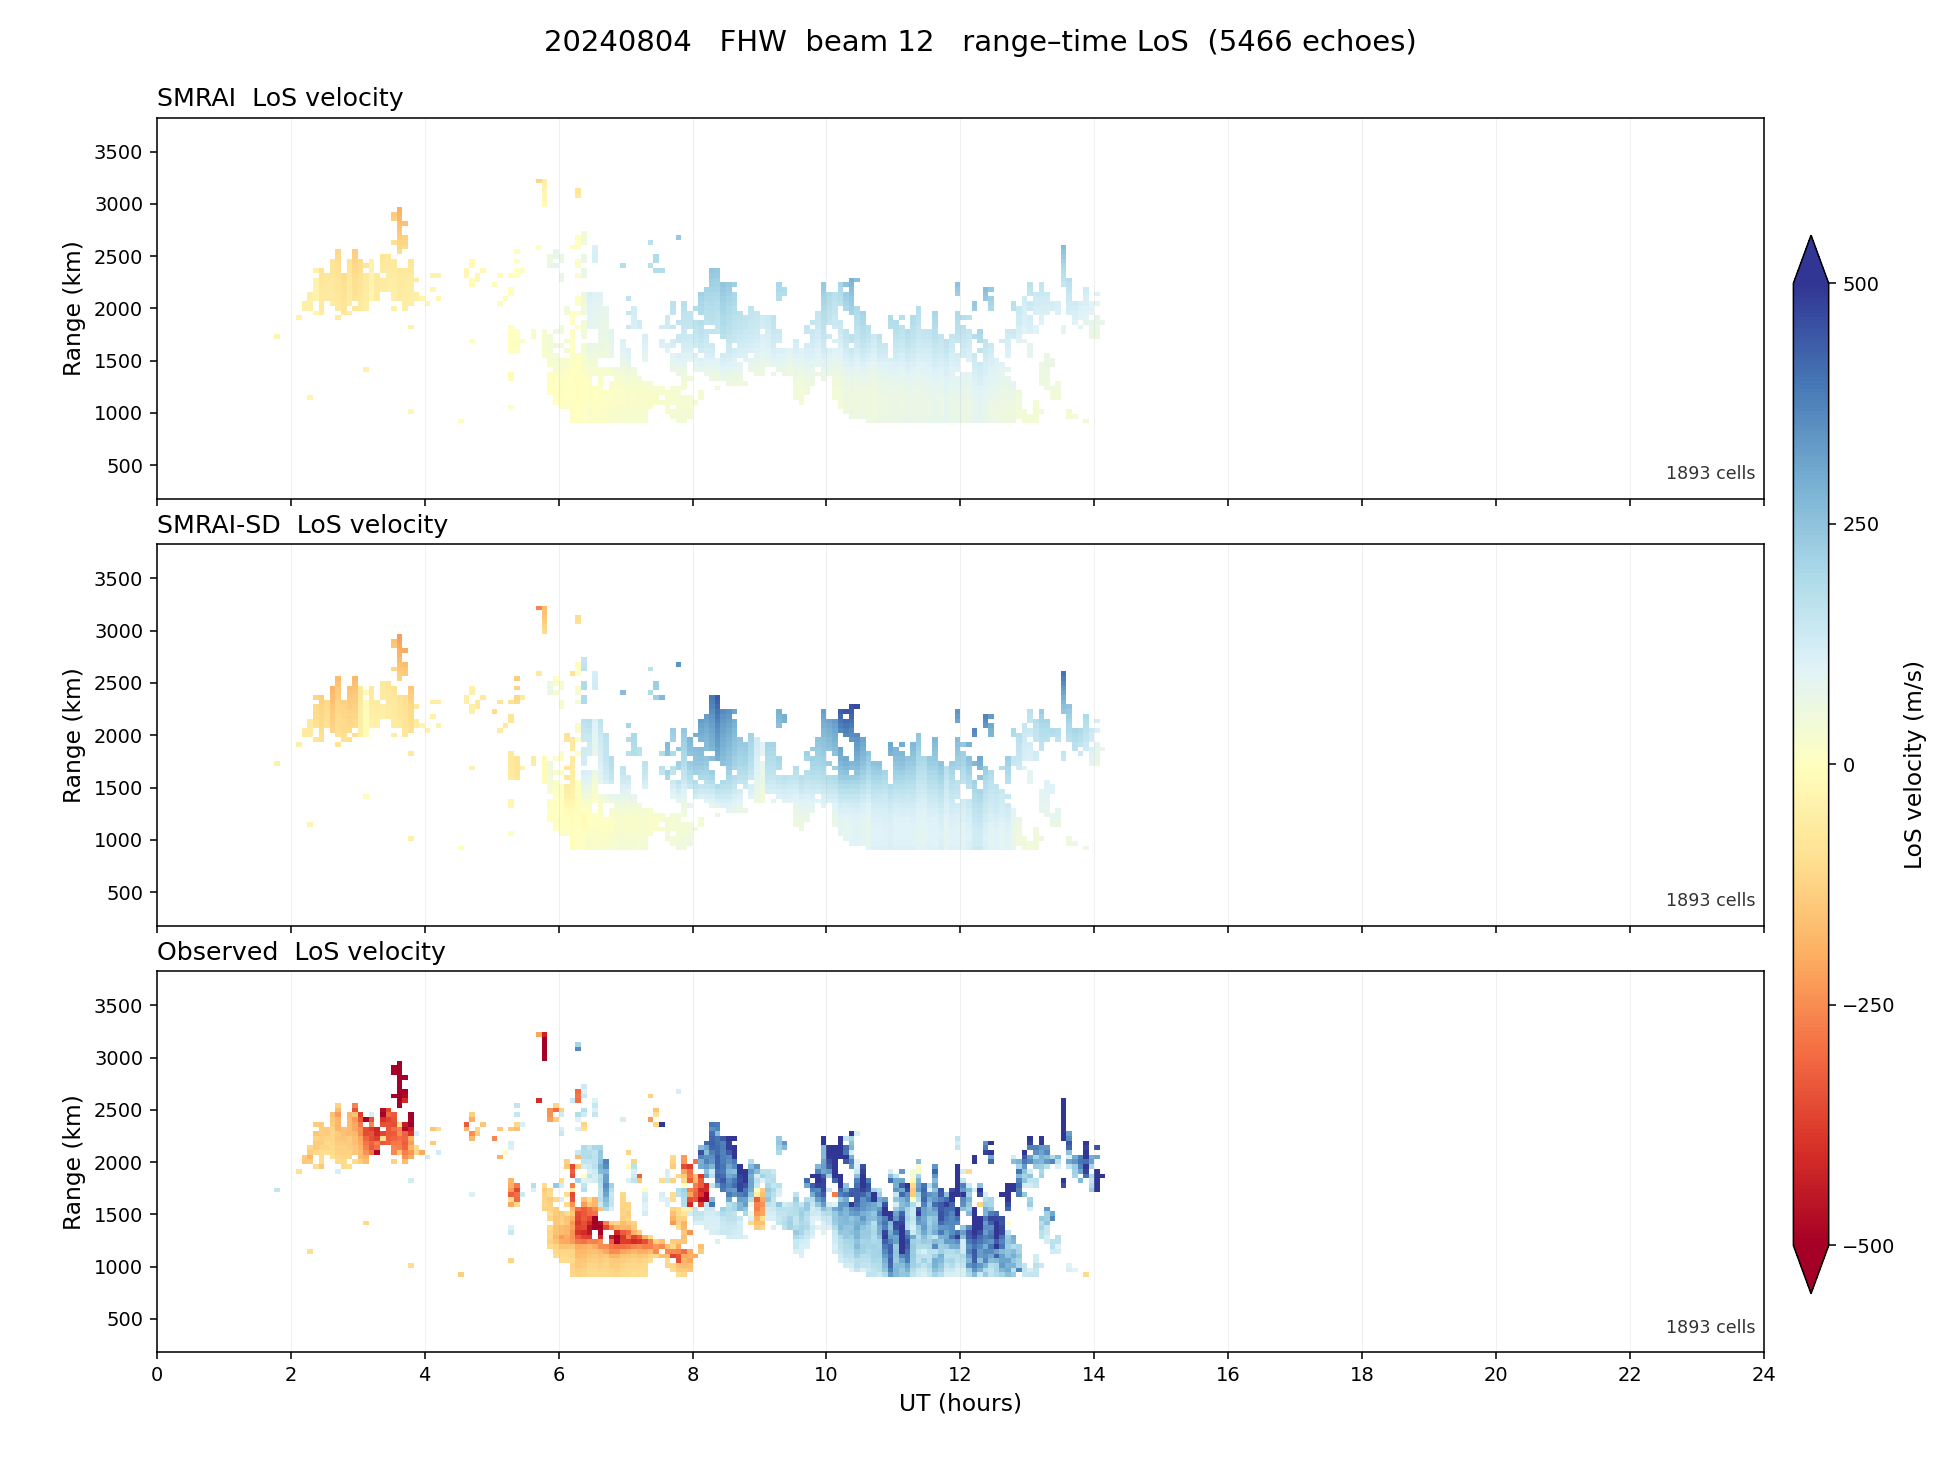 20240804   FHW  beam 12   range–time LoS  (5466 echoes)
SMRAI  LoS velocity
3500
3000
2500
2000
1500
1000
500
Range (km)
1893 cells
SMRAI-SD  LoS velocity
3500
3000
2500
2000
1500
1000
500
Range (km)
1893 cells
Observed  LoS velocity
3500
3000
2500
2000
1500
1000
500
Range (km)
1893 cells
0 2 4 6 8 10 12 14 16 18 20 22 24
UT (hours)
500
250
0
−250
−500
LoS velocity (m/s)